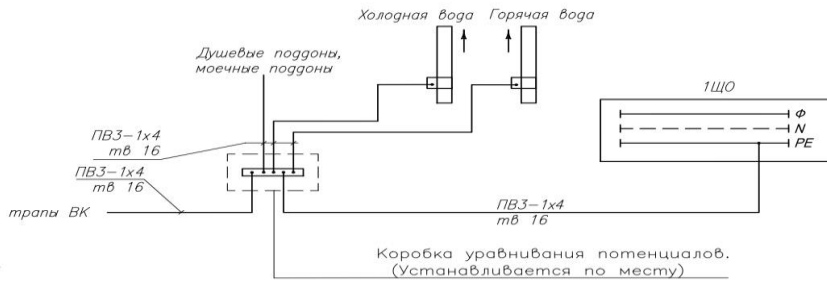 Холодная вода
Горячая вода
Душевые поддоны,
моечные поддоны
1ЩО
Ф
N
PE
ПВ3-1х4
тв 16
ПВ3-1х4
тв 16
трапы ВК
ПВ3-1х4
тв 16
Коробка уравнивания потенциалов.
(Устанавливается по месту)